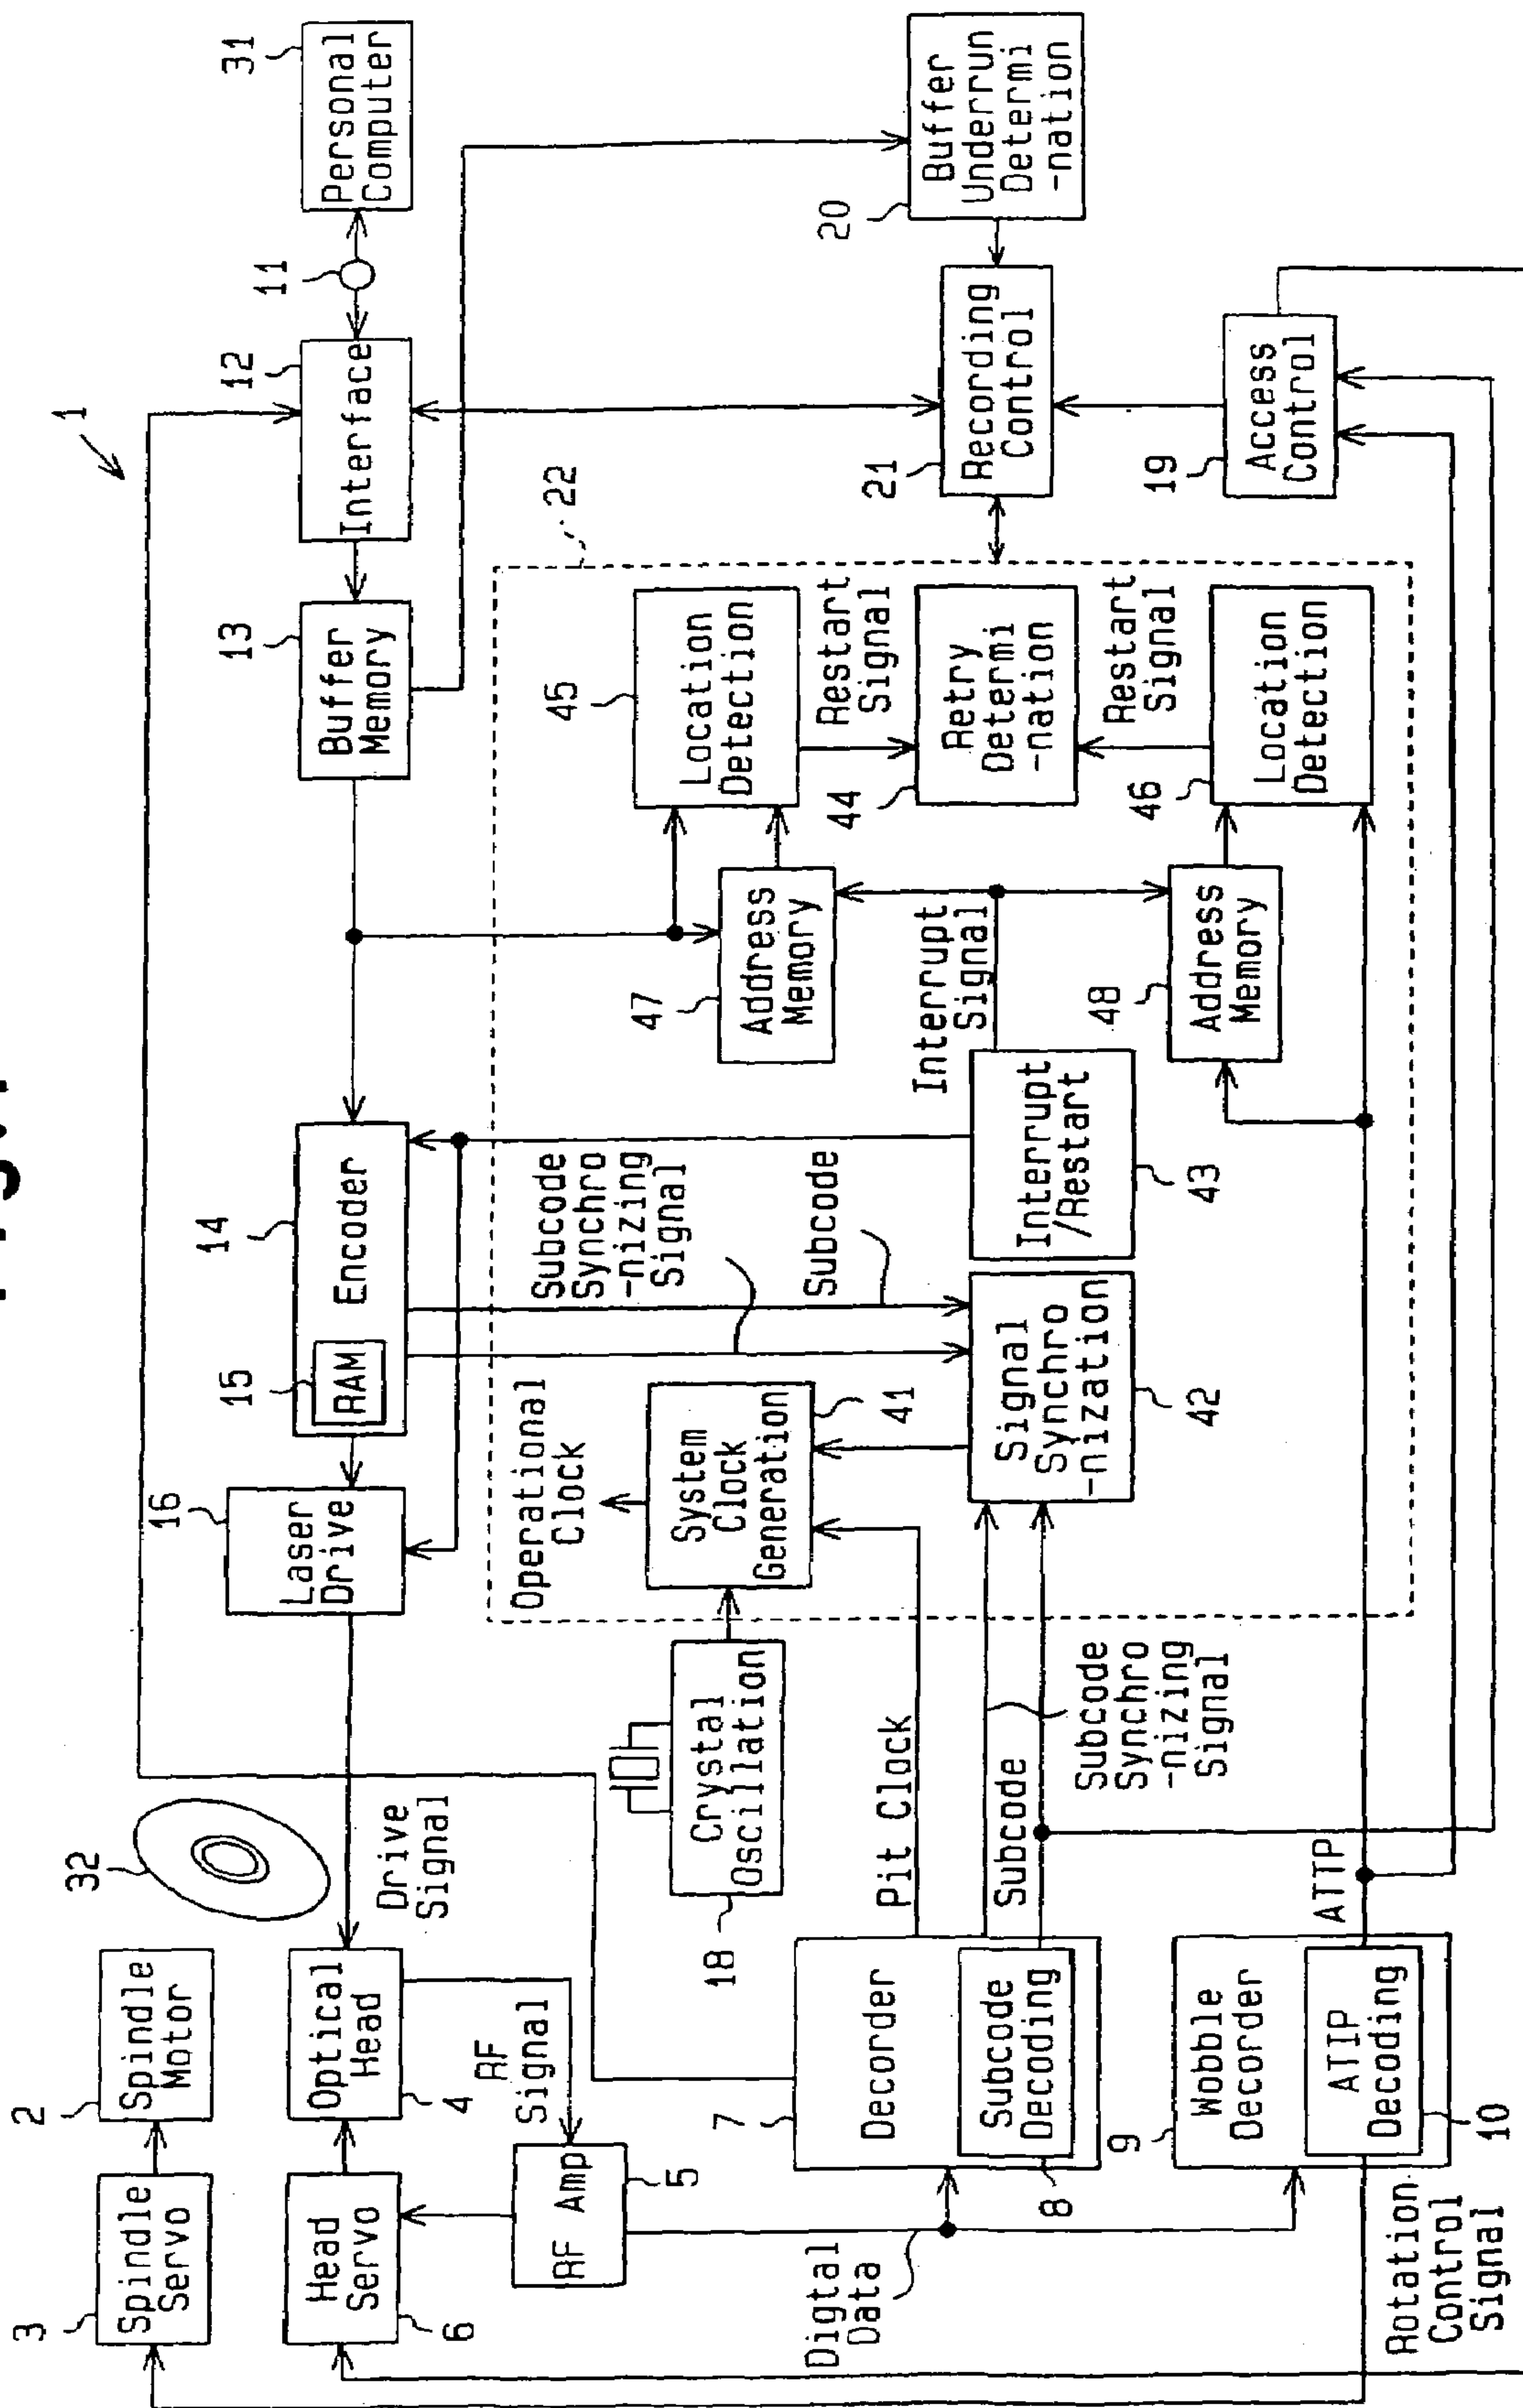 1
2
Spindle
Motor
3
Spindle
Servo
32
Optical
Head
4
Head
Servo
6
RF
Signal
RF Amp
5
Drive
Signal
16
Laser
Drive
15
RAM
14
Encoder
13
Buffer
Memory
12
Interface
11
31
Personal
Computer
Digtal
Data
18
Crystal
Oscillation
Operational
Clock
System
Clock
Generation
41
Subcode
Synchro
-nizing
Signal
Subcode
22
45
Location
Detection
47
Address
Memory
Restart
Signal
44
Retry
Determi
-nation
Restart
Signal
46
Location
Detection
48
Address
Memory
Interrupt
Signal
Interrupt
/Restart
43
Signal
Synchro
-nization
42
20
Buffer
Underrun
Determi
-nation
21
Recording
Control
19
Access
Control
7
Decorder
Subcode
Decoding
8
Pit Clock
Subcode
Subcode
Synchro
-nizing
Signal
9
Wobble
Decorder
ATIP
Decoding
10
ATIP
Rotation
Control
Signal